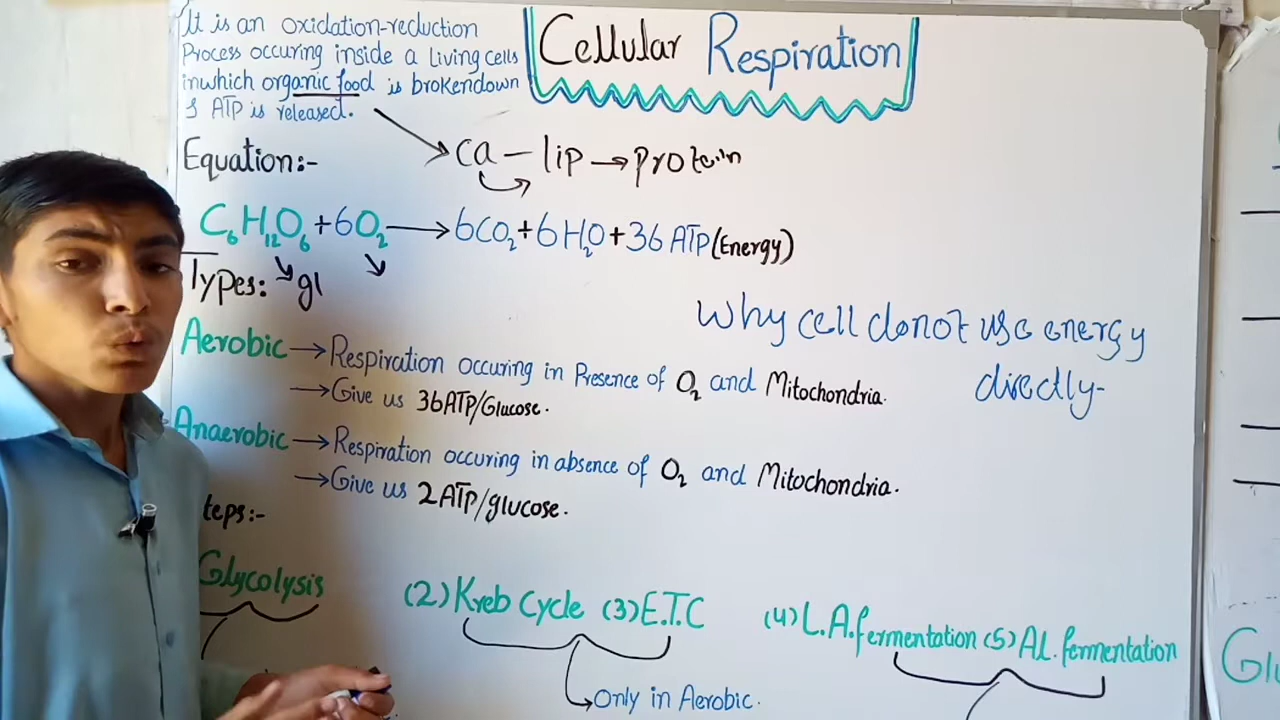 Cellular Respiration
It is an oxidation-reduction
Process occuring inside a living cells
inwhich organic food is brokendown
& ATP is released.
Equation:-
ca – lip → protein
C₆H₁₂O₆+6O₂ → 6CO₂+6H₂O+36 ATP(Energy)
Types:
gl
Why cell donot use energy
directly-
Aerobic → Respiration occuring in Presence of O₂ and Mitochondria.
→ Give us 36ATP/Glucose.
Anaerobic → Respiration occuring in absence of O₂ and Mitochondria.
→ Give us 2ATP/glucose.
teps:-
Glycolysis
(2) Kreb Cycle (3) E.T.C
(4) L.A. fermentation (5) AL. fermentation
Only in Aerobic.
Glu